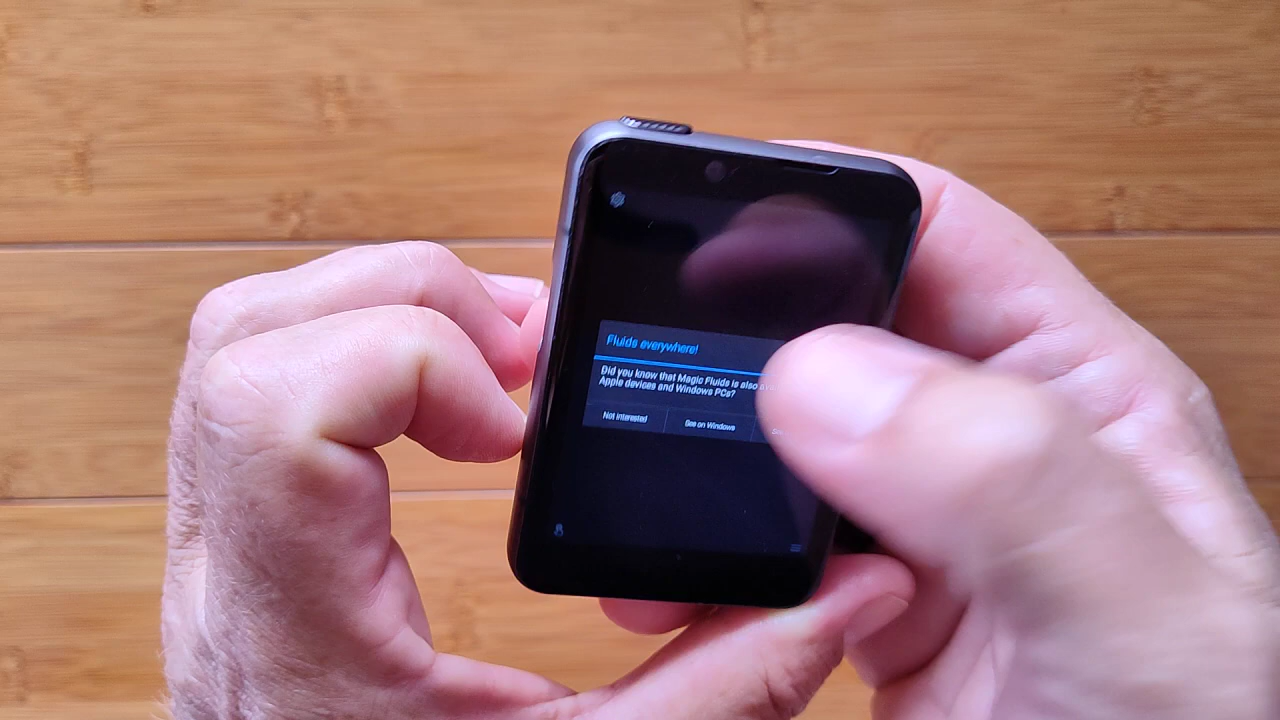 Fluids everywhere!
Did you know that Magic Fluids is also
Apple devices and Windows PCs?
Not interested
See on Windows